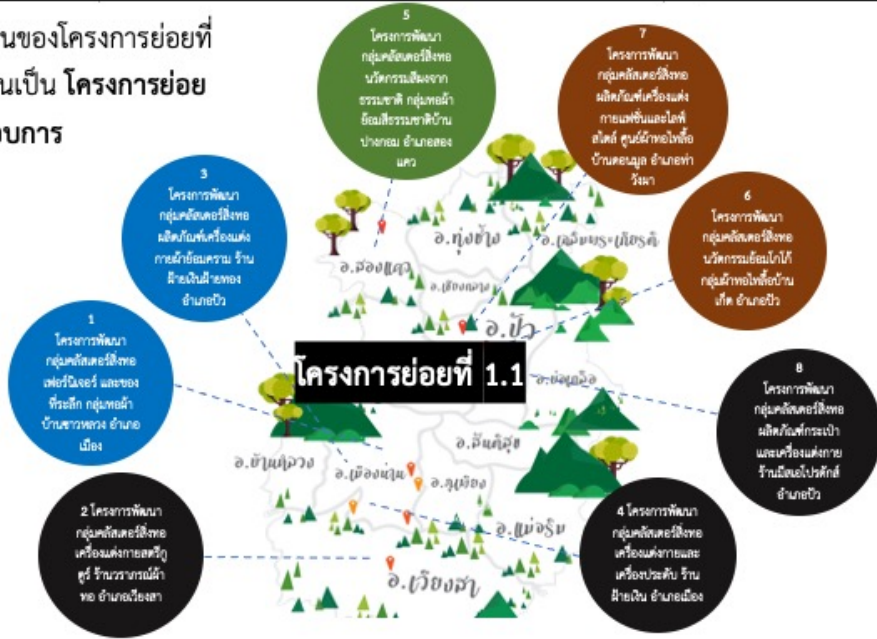 นของโครงการย่อยที่
นเป็น โครงการย่อย
อบการ
5
โครงการพัฒนา
กลุ่มคลัสเตอร์สิ่งทอ
นวัตกรรมสีผงจาก
ธรรมชาติ กลุ่มทอผ้า
ย้อมสีธรรมชาติบ้าน
ปางกอม อำเภอสอง
แคว
7
โครงการพัฒนา
กลุ่มคลัสเตอร์สิ่งทอ
ผลิตภัณฑ์เครื่องแต่ง
กายแฟชั่นและไลฟ์
สไตล์ ศูนย์ผ้าทอไทลื้อ
บ้านดอนมูล อำเภอท่า
วังผา
3
โครงการพัฒนา
กลุ่มคลัสเตอร์สิ่งทอ
ผลิตภัณฑ์เครื่องแต่ง
กายผ้าย้อมคราม ร้าน
ฝ้ายเงินฝ้ายทอง
อำเภอปัว
6
โครงการพัฒนา
กลุ่มคลัสเตอร์สิ่งทอ
นวัตกรรมย้อมโกโก้
กลุ่มผ้าทอไทลื้อบ้าน
เก็ต อำเภอปัว
อ.ทุ่งช้าง
อ.เฉลิมพระเกียรติ
อ.สองแคว
อ.เชียงกลาง
อ.ปัว
1
โครงการพัฒนา
กลุ่มคลัสเตอร์สิ่งทอ
เฟอร์นิเจอร์ และของ
ที่ระลึก กลุ่มทอผ้า
บ้านซาวหลวง อำเภอ
เมือง
โครงการย่อยที่ 1.1
อ.บ่อเกลือ
8
โครงการพัฒนา
กลุ่มคลัสเตอร์สิ่งทอ
ผลิตภัณฑ์กระเป๋า
และเครื่องแต่งกาย
ร้านมีสเอโปรดักส์
อำเภอปัว
อ.สันติสุข
อ.บ้านหลวง
อ.เมืองน่าน
อ.ภูเพียง
อ.แม่จริม
อ.เวียงสา
2 โครงการพัฒนา
กลุ่มคลัสเตอร์สิ่งทอ
เครื่องแต่งกายสตรีกู
ตูร์ ร้านวราภรณ์ผ้า
ทอ อำเภอเวียงสา
4 โครงการพัฒนา
กลุ่มคลัสเตอร์สิ่งทอ
เครื่องแต่งกายและ
เครื่องประดับ ร้าน
ฝ้ายเงิน อำเภอเมือง